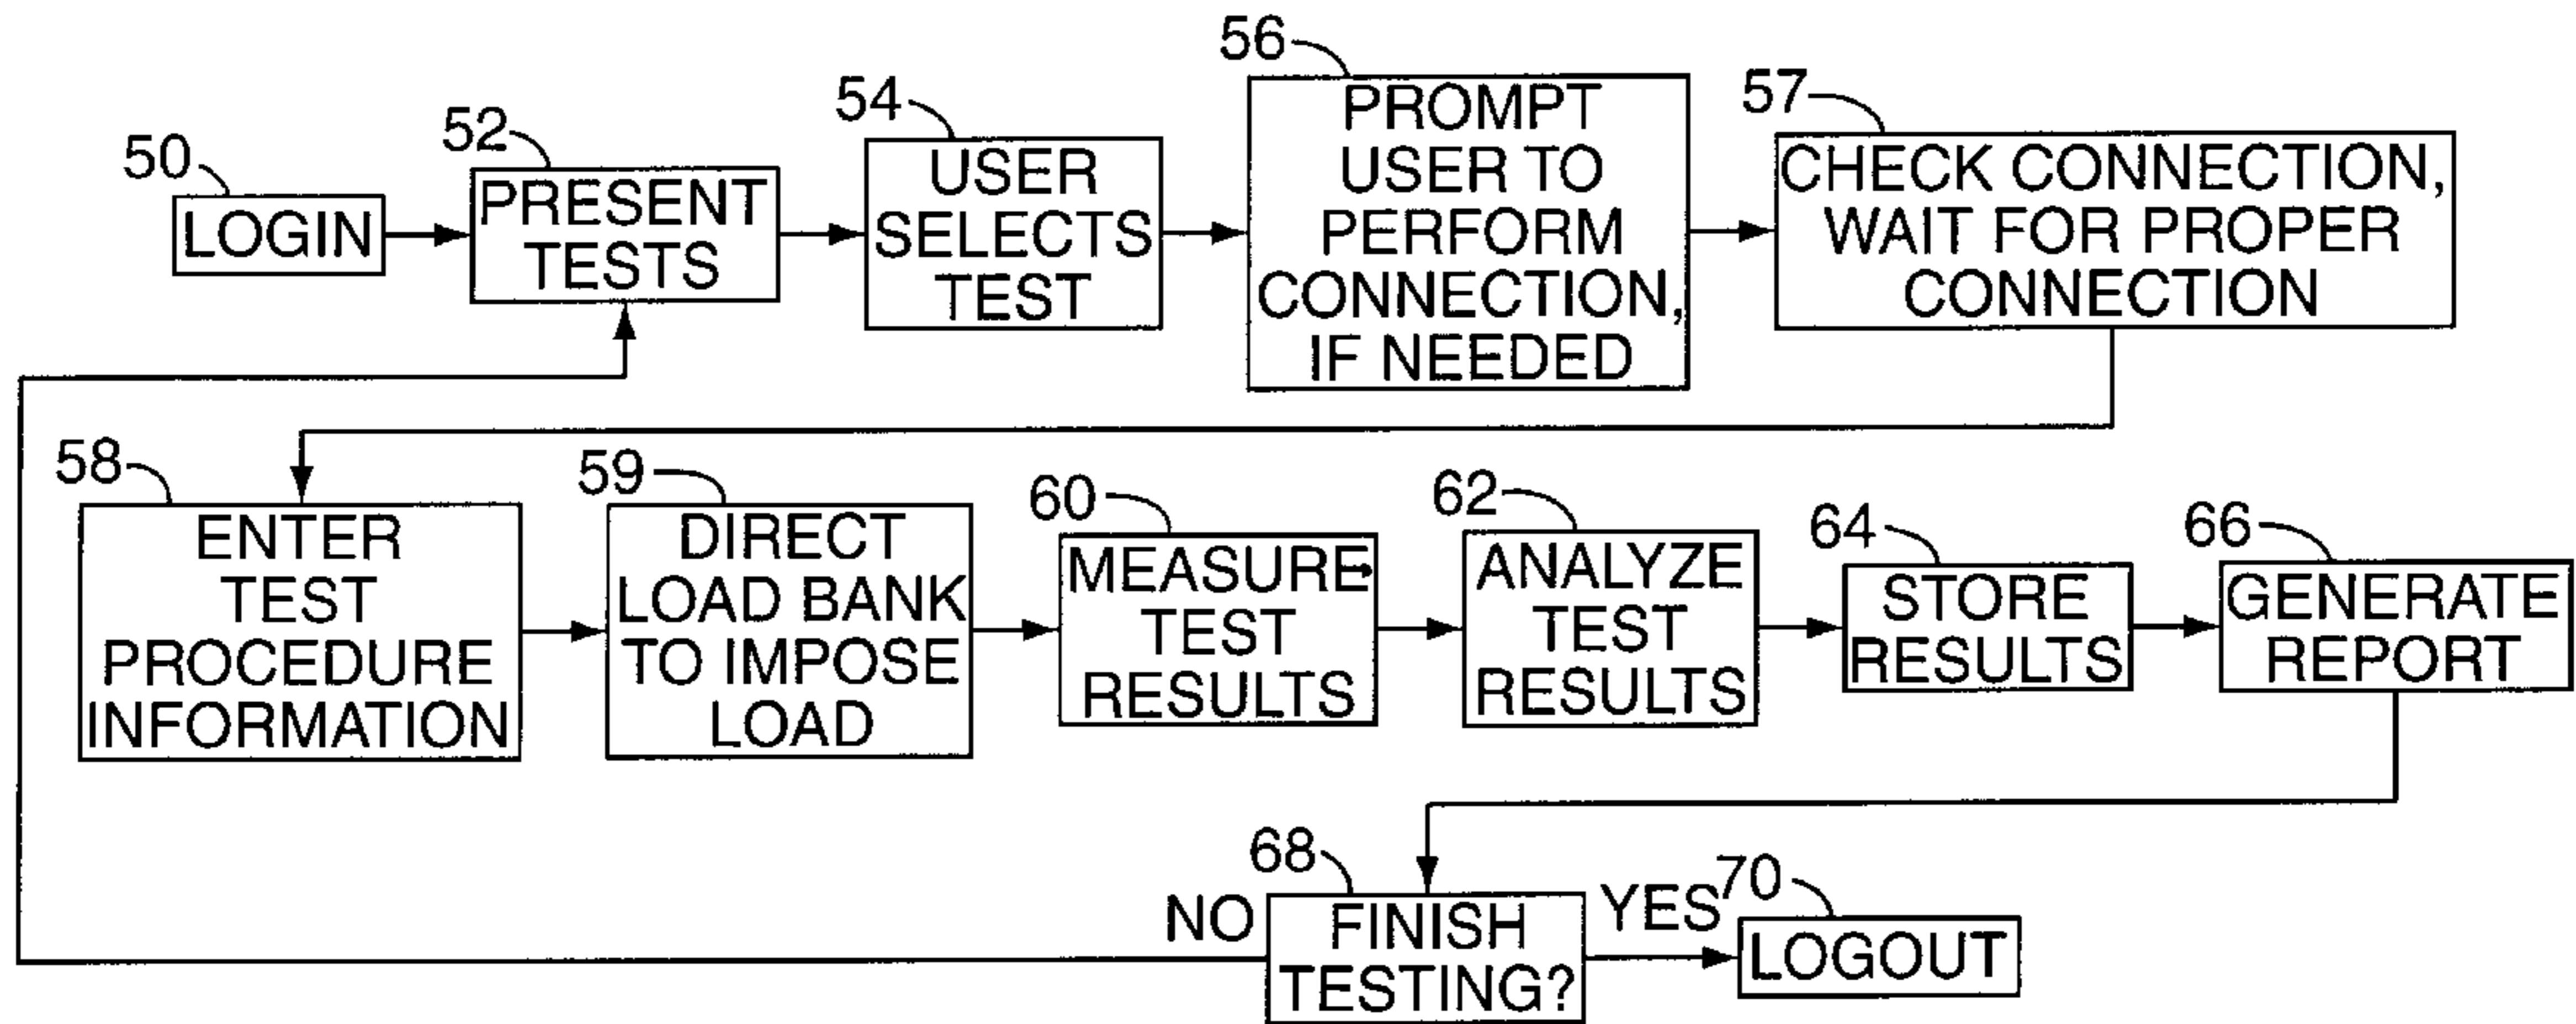 50
LOGIN
52
PRESENT
TESTS
54
USER
SELECTS
TEST
56
PROMPT
USER TO
PERFORM
CONNECTION,
IF NEEDED
57
CHECK CONNECTION,
WAIT FOR PROPER
CONNECTION
58
ENTER
TEST
PROCEDURE
INFORMATION
59
DIRECT
LOAD BANK
TO IMPOSE
LOAD
60
MEASURE
TEST
RESULTS
62
ANALYZE
TEST
RESULTS
64
STORE
RESULTS
66
GENERATE
REPORT
68
FINISH
TESTING?
NO
YES
70
LOGOUT